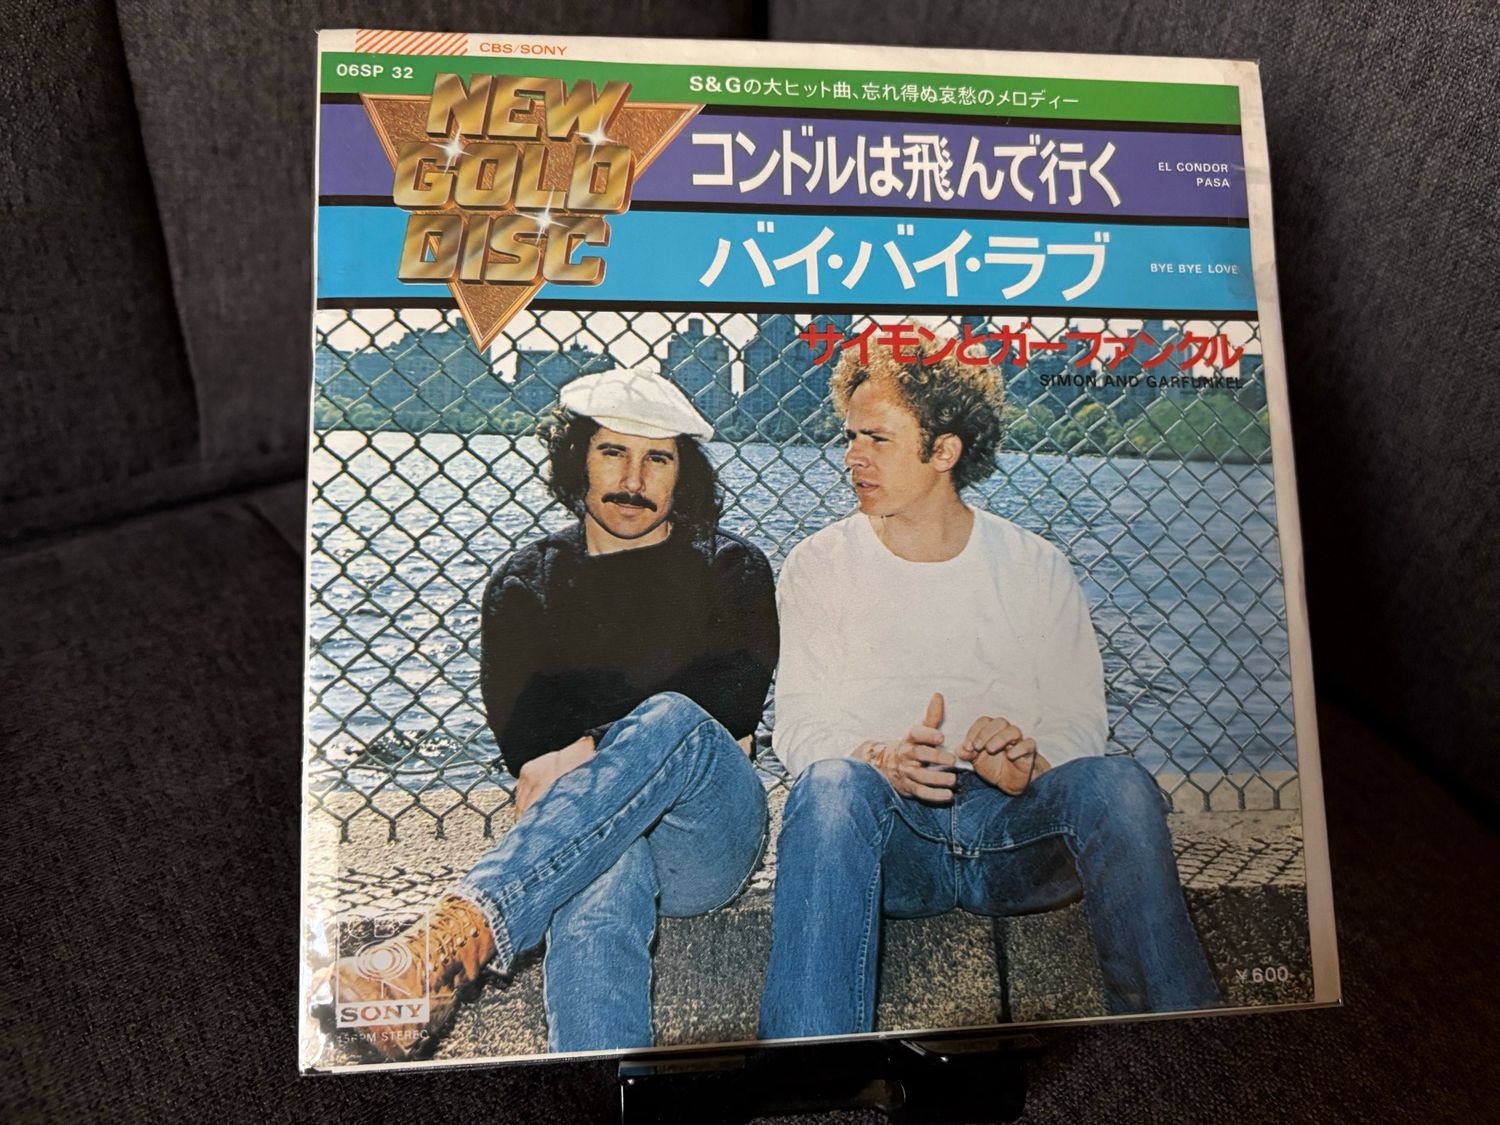 CBS/SONY
06SP 32
NEW
GOLD
DISC
S&Gの大ヒット曲、忘れ得ぬ哀愁のメロディー
コンドルは飛んで行く
EL CONDOR
PASA
バイ・バイ・ラブ
BYE BYE LOVE
サイモンとガーファンクル
SIMON AND GARFUNKEL
¥600
SONY
45RPM STEREO